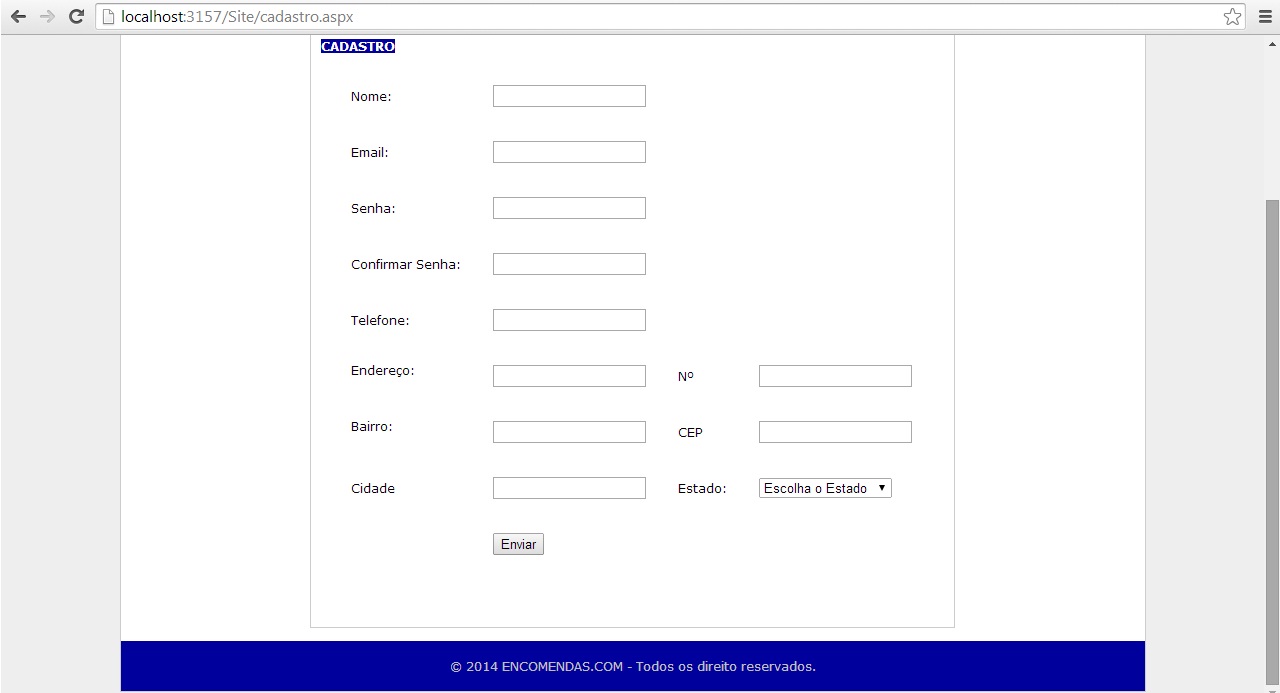 localhost:3157/Site/cadastro.aspx
CADASTRO
Nome:
Email:
Senha:
Confirmar Senha:
Telefone:
Endereço: Nº
Bairro: CEP
Cidade Estado: Escolha o Estado
Enviar
© 2014 ENCOMENDAS.COM - Todos os direito reservados.